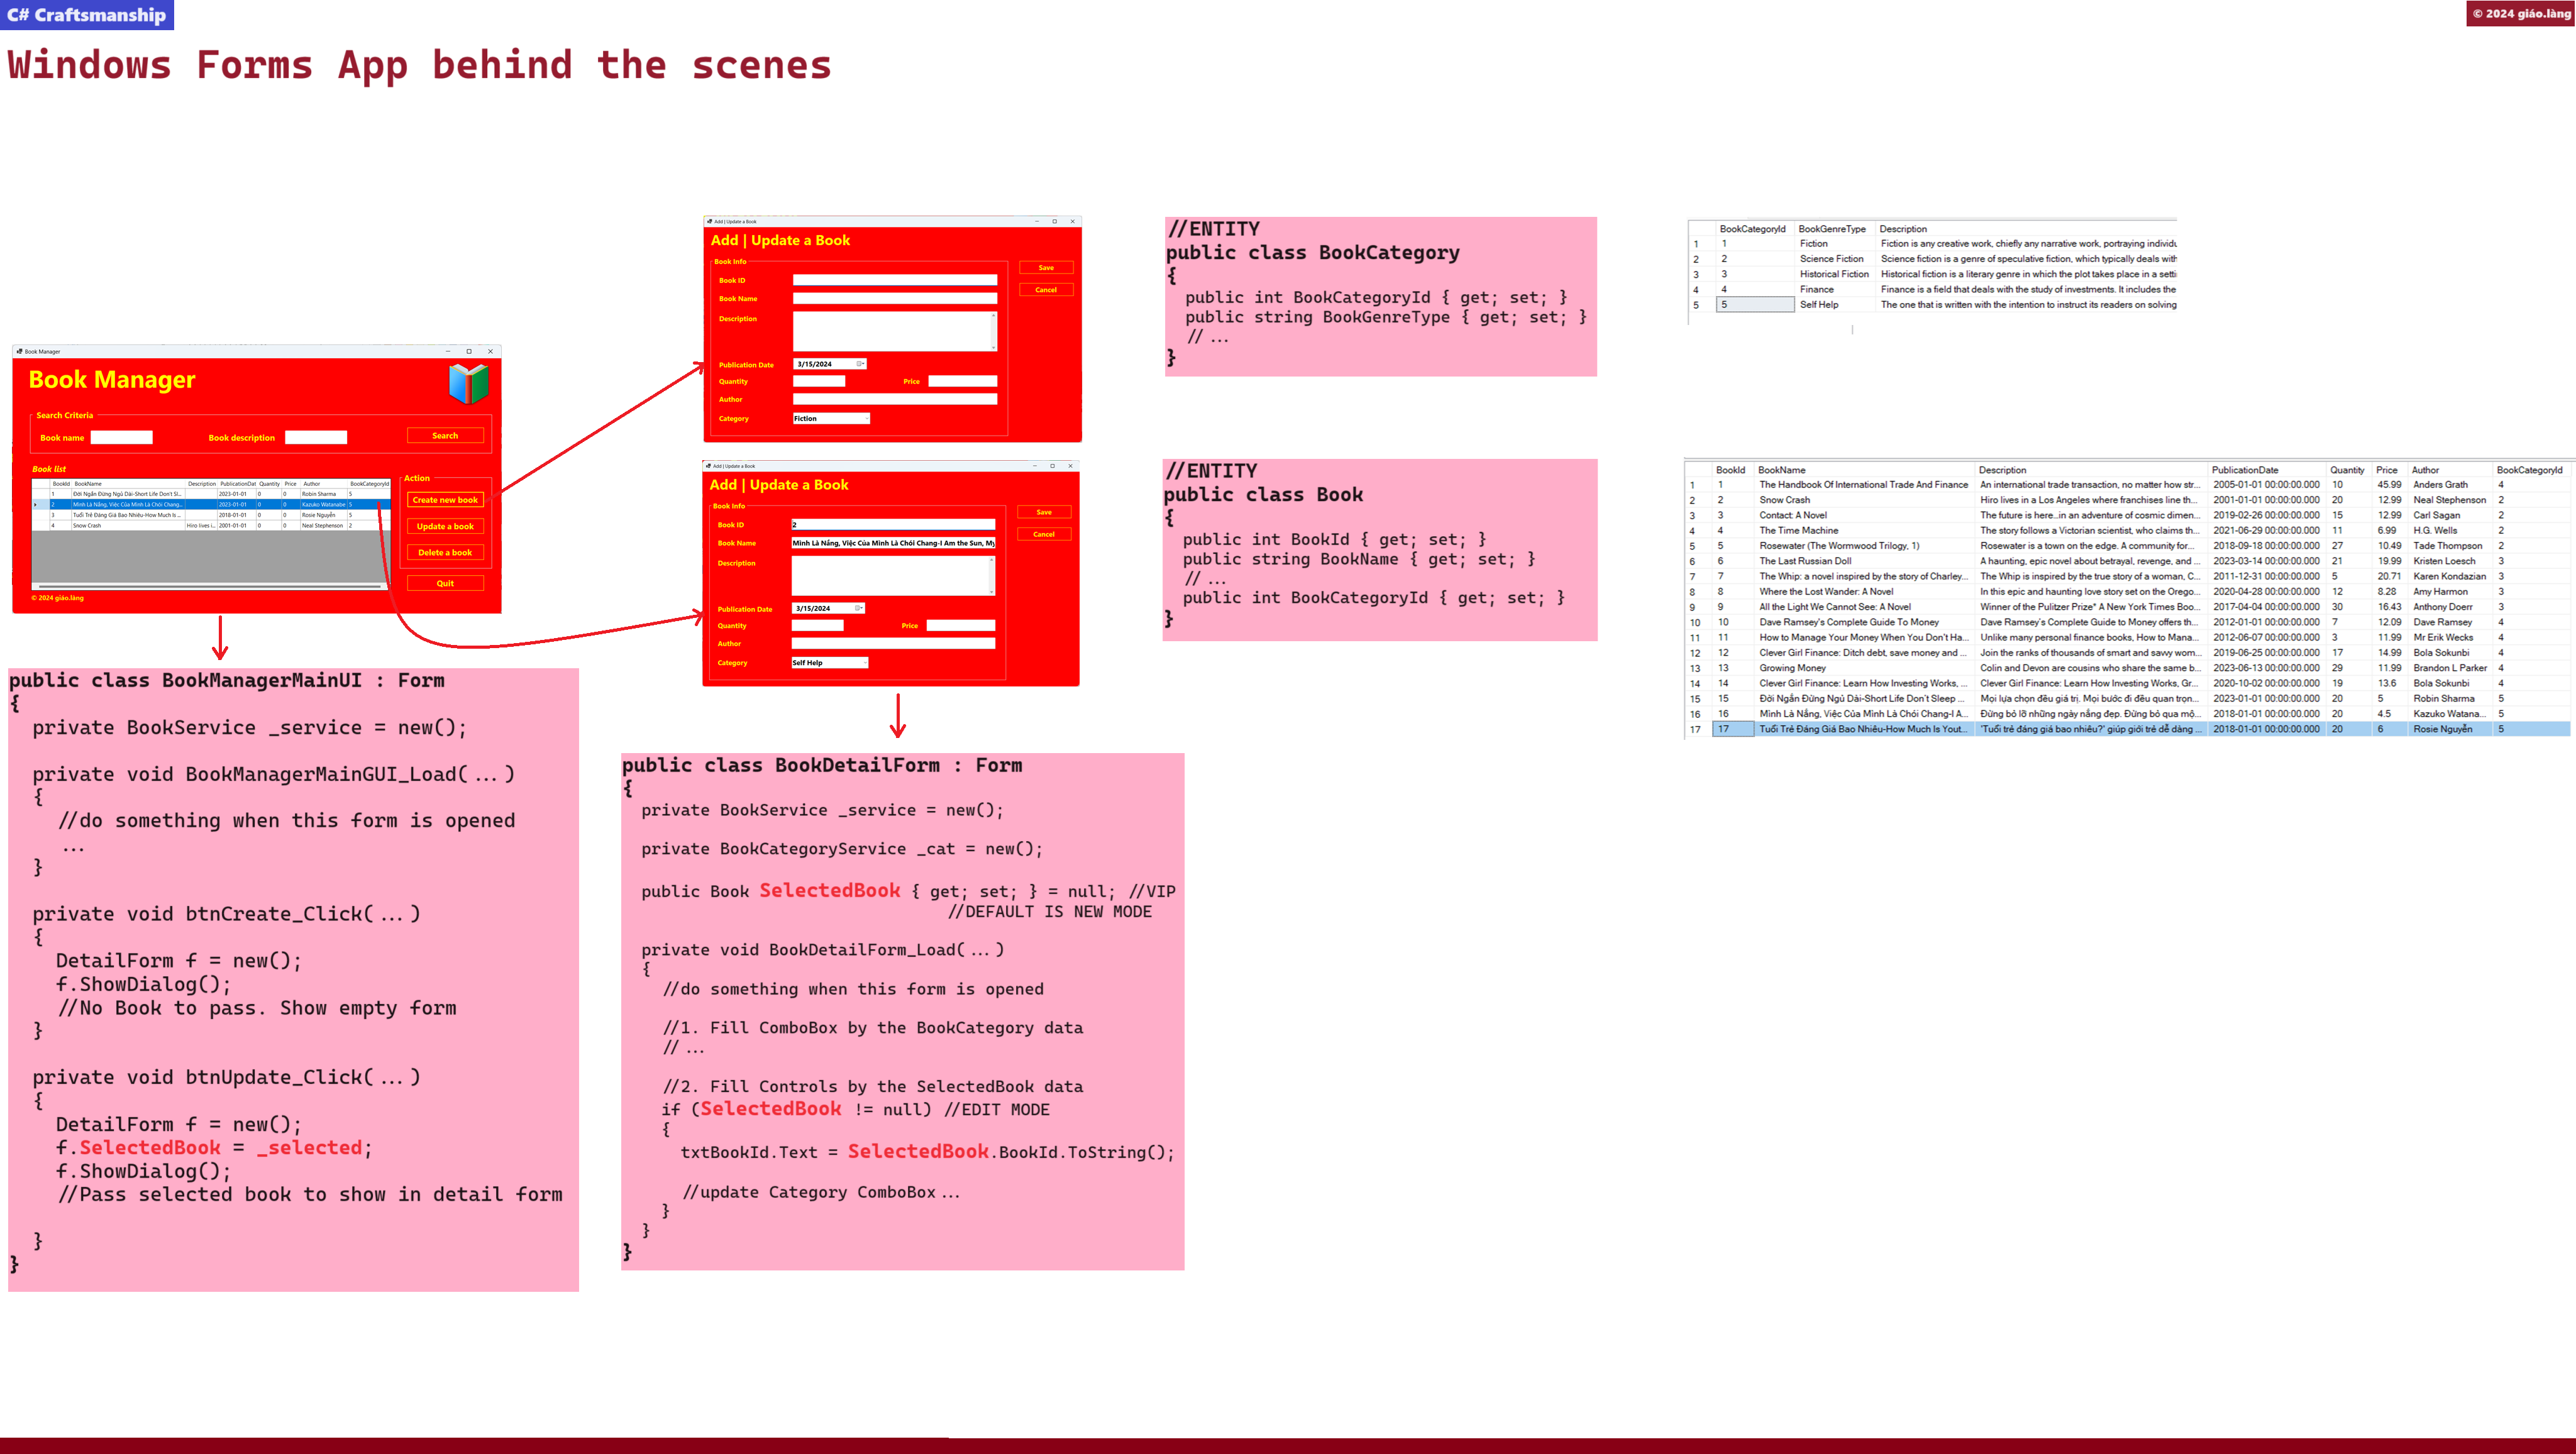 C# Craftsmanship
© 2024 giáo.làng
Windows Forms App behind the scenes
Book Manager
Book Manager
Search Criteria
Book name
Book description
Search
Book list
BookId BookName Description PublicationDat Quantity Price Author BookCategoryId
1 Đời Ngắn Đừng Ngủ Dài-Short Life Don't Sl... 2023-01-01 0 0 Robin Sharma 5
2 Mình Là Nắng, Việc Của Mình Là Chói Chang... 2023-01-01 0 0 Kazuko Watanabe 5
3 Tuổi Trẻ Đáng Giá Bao Nhiêu-How Much Is ... 2018-01-01 0 0 Rosie Nguyễn 5
4 Snow Crash Hiro lives i... 2001-01-01 0 0 Neal Stephenson 2
Action
Create new book
Update a book
Delete a book
Quit
© 2024 giáo.làng
Add | Update a Book
Add | Update a Book
Book Info
Book ID
Book Name
Description
Publication Date 3/15/2024
Quantity Price
Author
Category Fiction
Save
Cancel
Add | Update a Book
Add | Update a Book
Book Info
Book ID 2
Book Name Mình Là Nắng, Việc Của Mình Là Chói Chang-I Am the Sun, My
Description
Publication Date 3/15/2024
Quantity Price
Author
Category Self Help
Save
Cancel
//ENTITY
public class BookCategory
{
public int BookCategoryId { get; set; }
public string BookGenreType { get; set; }
// ...
}
//ENTITY
public class Book
{
public int BookId { get; set; }
public string BookName { get; set; }
// ...
public int BookCategoryId { get; set; }
}
BookCategoryId BookGenreType Description
1 1 Fiction Fiction is any creative work, chiefly any narrative work, portraying individu
2 2 Science Fiction Science fiction is a genre of speculative fiction, which typically deals with
3 3 Historical Fiction Historical fiction is a literary genre in which the plot takes place in a setti
4 4 Finance Finance is a field that deals with the study of investments. It includes the
5 5 Self Help The one that is written with the intention to instruct its readers on solving
BookId BookName Description PublicationDate Quantity Price Author BookCategoryId
1 1 The Handbook Of International Trade And Finance An international trade transaction, no matter how str... 2005-01-01 00:00:00.000 10 45.99 Anders Grath 4
2 2 Snow Crash Hiro lives in a Los Angeles where franchises line th... 2001-01-01 00:00:00.000 20 12.99 Neal Stephenson 2
3 3 Contact: A Novel The future is here...in an adventure of cosmic dimen... 2019-02-26 00:00:00.000 15 12.99 Carl Sagan 2
4 4 The Time Machine The story follows a Victorian scientist, who claims th... 2021-06-29 00:00:00.000 11 6.99 H.G. Wells 2
5 5 Rosewater (The Wormwood Trilogy, 1) Rosewater is a town on the edge. A community for... 2018-09-18 00:00:00.000 27 10.49 Tade Thompson 2
6 6 The Last Russian Doll A haunting, epic novel about betrayal, revenge, and ... 2023-03-14 00:00:00.000 21 19.99 Kristen Loesch 3
7 7 The Whip: a novel inspired by the story of Charley... The Whip is inspired by the true story of a woman, C... 2011-12-31 00:00:00.000 5 20.71 Karen Kondazian 3
8 8 Where the Lost Wander: A Novel In this epic and haunting love story set on the Orego... 2020-04-28 00:00:00.000 12 8.28 Amy Harmon 3
9 9 All the Light We Cannot See: A Novel Winner of the Pulitzer Prize* A New York Times Boo... 2017-04-04 00:00:00.000 30 16.43 Anthony Doerr 3
10 10 Dave Ramsey's Complete Guide To Money Dave Ramsey's Complete Guide to Money offers th... 2012-01-01 00:00:00.000 7 12.09 Dave Ramsey 4
11 11 How to Manage Your Money When You Don't Ha... Unlike many personal finance books, How to Mana... 2012-06-07 00:00:00.000 3 11.99 Mr Erik Wecks 4
12 12 Clever Girl Finance: Ditch debt, save money and ... Join the ranks of thousands of smart and savvy wom... 2019-06-25 00:00:00.000 17 14.99 Bola Sokunbi 4
13 13 Growing Money Colin and Devon are cousins who share the same b... 2023-06-13 00:00:00.000 29 11.99 Brandon L Parker 4
14 14 Clever Girl Finance: Learn How Investing Works, ... Clever Girl Finance: Learn How Investing Works, Gr... 2020-10-02 00:00:00.000 19 13.6 Bola Sokunbi 4
15 15 Đời Ngắn Đừng Ngủ Dài-Short Life Don't Sleep ... Mọi lựa chọn đều giá trị. Mọi bước đi đều quan trọn... 2023-01-01 00:00:00.000 20 5 Robin Sharma 5
16 16 Mình Là Nắng, Việc Của Mình Là Chói Chang-I A... Đừng bỏ lỡ những ngày nắng đẹp. Đừng bỏ qua mộ... 2018-01-01 00:00:00.000 20 4.5 Kazuko Watana... 5
17 17 Tuổi Trẻ Đáng Giá Bao Nhiêu-How Much Is Yout... 'Tuổi trẻ đáng giá bao nhiêu?' giúp giới trẻ dễ dàng ... 2018-01-01 00:00:00.000 20 6 Rosie Nguyễn 5
public class BookManagerMainUI : Form
{
private BookService _service = new();
private void BookManagerMainGUI_Load( ... )
{
//do something when this form is opened
...
}
private void btnCreate_Click( ... )
{
DetailForm f = new();
f.ShowDialog();
//No Book to pass. Show empty form
}
private void btnUpdate_Click( ... )
{
DetailForm f = new();
f.SelectedBook = _selected;
f.ShowDialog();
//Pass selected book to show in detail form
}
}
public class BookDetailForm : Form
{
private BookService _service = new();
private BookCategoryService _cat = new();
public Book SelectedBook { get; set; } = null; //VIP
//DEFAULT IS NEW MODE
private void BookDetailForm_Load( ... )
{
//do something when this form is opened
//1. Fill ComboBox by the BookCategory data
// ...
//2. Fill Controls by the SelectedBook data
if (SelectedBook != null) //EDIT MODE
{
txtBookId.Text = SelectedBook.BookId.ToString();
//update Category ComboBox ...
}
}
}